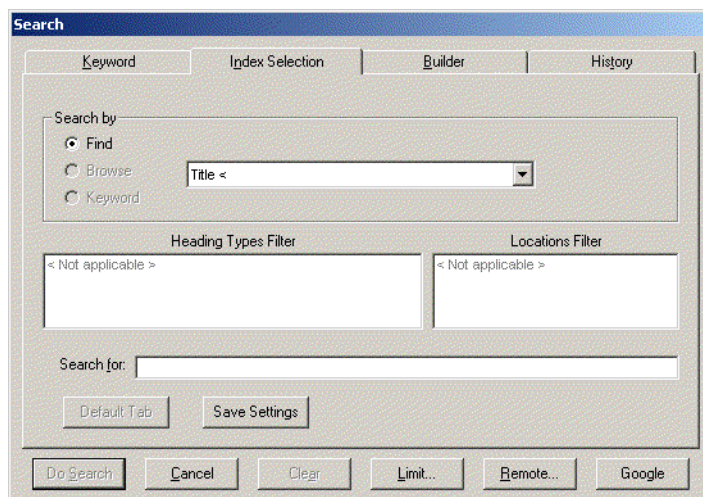 Search
Keyword Index Selection Builder History
Search by
Find
Browse
Title <
Keyword
Heading Types Filter Locations Filter
< Not applicable > < Not applicable >
Search for:
Default Tab Save Settings
Do Search Cancel Clear Limit... Remote... Google